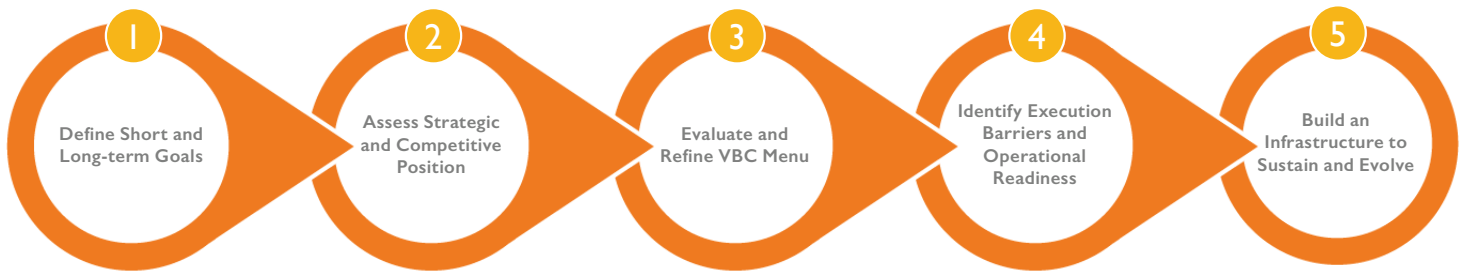 1
Define Short and
Long-term Goals
2
Assess Strategic
and Competitive
Position
3
Evaluate and
Refine VBC Menu
4
Identify Execution
Barriers and
Operational
Readiness
5
Build an
Infrastructure to
Sustain and Evolve